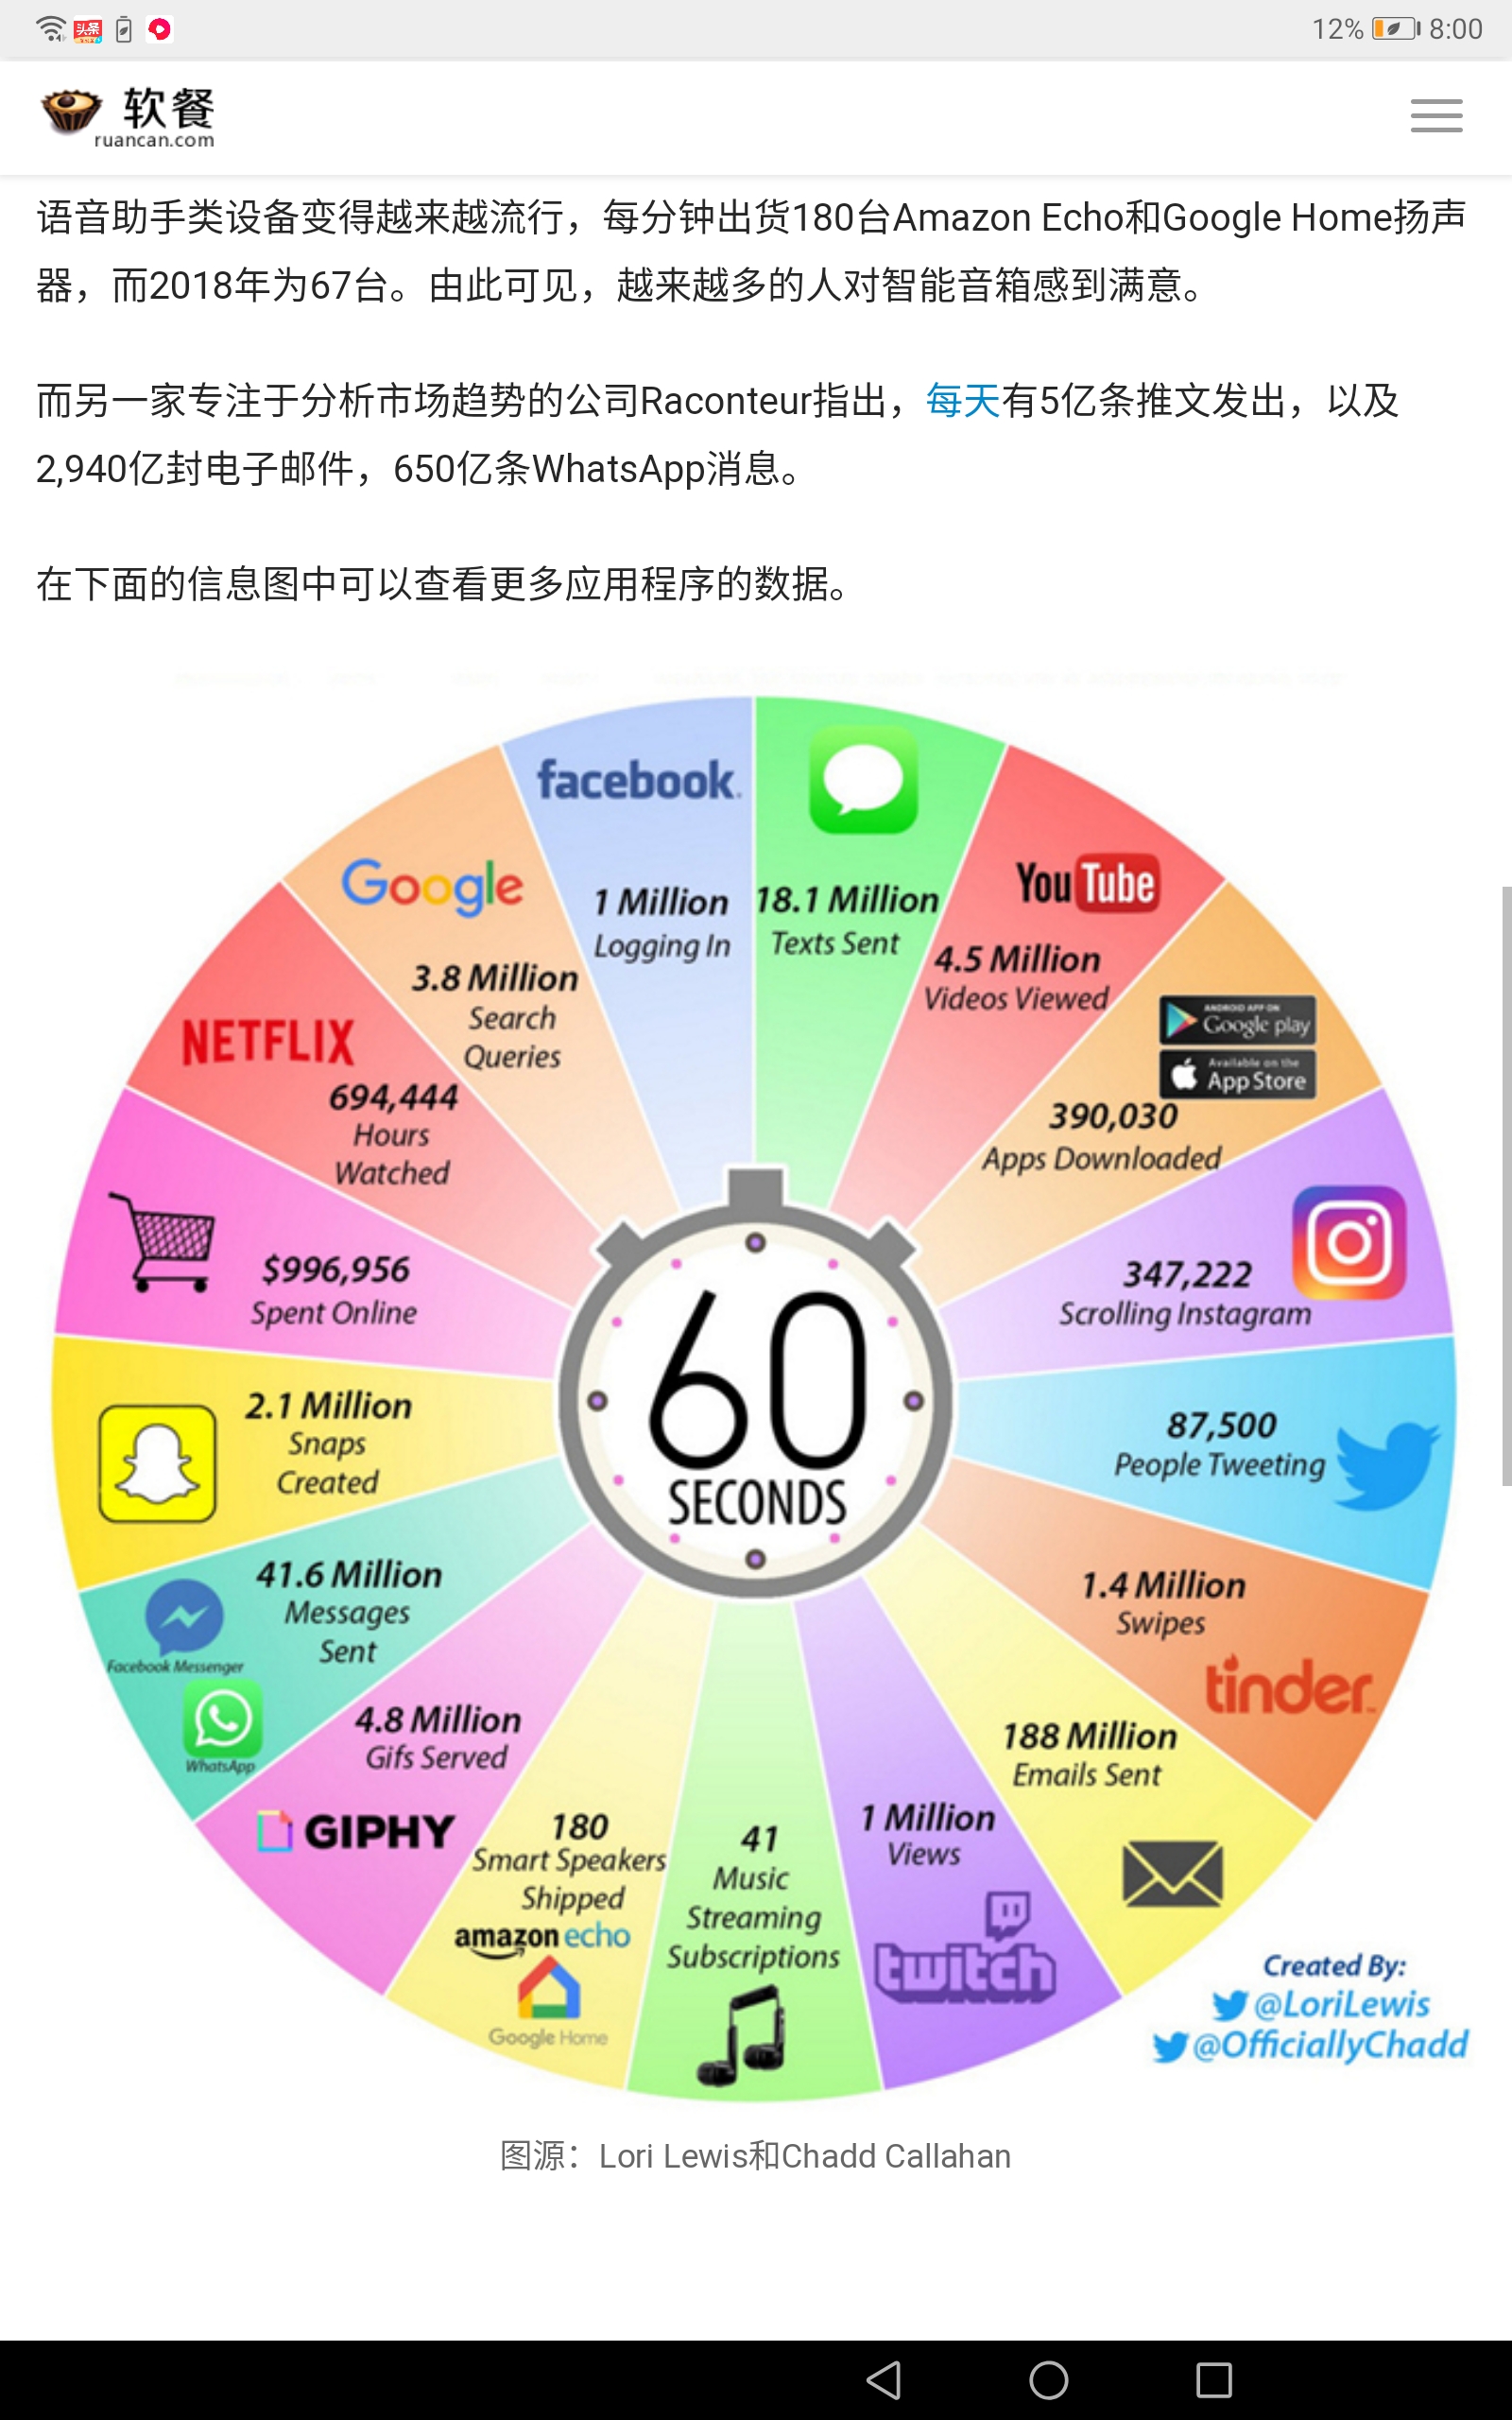 头条
12%
8:00
软餐
ruancan.com
语音助手类设备变得越来越流行，每分钟出货180台Amazon Echo和Google Home扬声
器，而2018年为67台。由此可见，越来越多的人对智能音箱感到满意。
而另一家专注于分析市场趋势的公司Raconteur指出，每天有5亿条推文发出，以及
2,940亿封电子邮件，650亿条WhatsApp消息。
在下面的信息图中可以查看更多应用程序的数据。
facebook.
1 Million
Logging In
18.1 Million
Texts Sent
YouTube
4.5 Million
Videos Viewed
ANDROID APP ON
Google play
Available on the
App Store
390,030
Apps Downloaded
347,222
Scrolling Instagram
87,500
People Tweeting
1.4 Million
Swipes
tinder
188 Million
Emails Sent
1 Million
Views
twitch
41
Music
Streaming
Subscriptions
180
Smart Speakers
Shipped
amazon echo
Google Home
4.8 Million
Gifs Served
GIPHY
41.6 Million
Messages
Sent
Facebook Messenger
WhatsApp
2.1 Million
Snaps
Created
$996,956
Spent Online
NETFLIX
694,444
Hours
Watched
Google
3.8 Million
Search
Queries
60
SECONDS
Created By:
@LoriLewis
@OfficiallyChadd
图源：Lori Lewis和Chadd Callahan